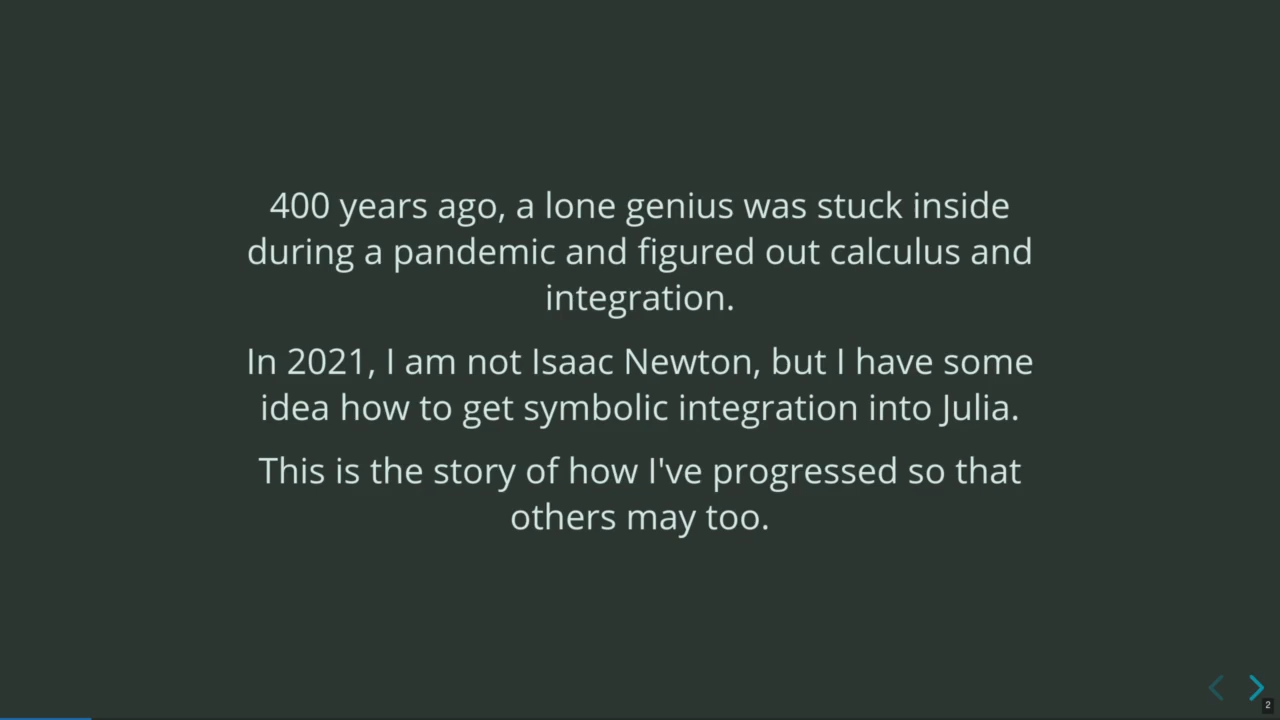 400 years ago, a lone genius was stuck inside
during a pandemic and figured out calculus and
integration.
In 2021, I am not Isaac Newton, but I have some
idea how to get symbolic integration into Julia.
This is the story of how I've progressed so that
others may too.
2